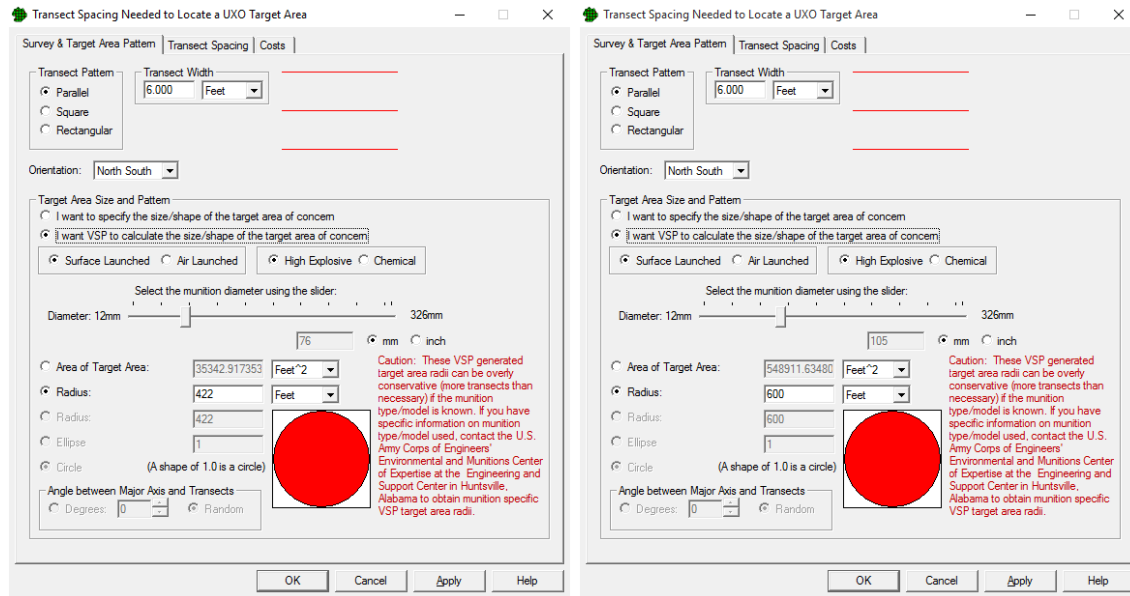 Transect Spacing Needed to Locate a UXO Target Area
Survey & Target Area Pattern
Transect Spacing
Costs
Transect Pattern
Parallel
Square
Rectangular
Transect Width
6.000
Feet
Orientation:
North South
Target Area Size and Pattern
I want to specify the size/shape of the target area of concern
I want VSP to calculate the size/shape of the target area of concern
Surface Launched
Air Launched
High Explosive
Chemical
Select the munition diameter using the slider:
Diameter: 12mm
326mm
76
mm
inch
Area of Target Area:
35342.917353
Feet^2
Radius:
422
Feet
Radius:
422
Ellipse
1
Circle
(A shape of 1.0 is a circle)
Angle between Major Axis and Transects
Degrees:
0
Random
Caution: These VSP generated
target area radii can be overly
conservative (more transects than
necessary) if the munition
type/model is known. If you have
specific information on munition
type/model used, contact the U.S.
Army Corps of Engineers'
Environmental and Munitions Center
of Expertise at the Engineering and
Support Center in Huntsville,
Alabama to obtain munition specific
VSP target area radii.
OK
Cancel
Apply
Help
Transect Spacing Needed to Locate a UXO Target Area
Survey & Target Area Pattern
Transect Spacing
Costs
Transect Pattern
Parallel
Square
Rectangular
Transect Width
6.000
Feet
Orientation:
North South
Target Area Size and Pattern
I want to specify the size/shape of the target area of concern
I want VSP to calculate the size/shape of the target area of concern
Surface Launched
Air Launched
High Explosive
Chemical
Select the munition diameter using the slider:
Diameter: 12mm
326mm
105
mm
inch
Area of Target Area:
548911.63480
Feet^2
Radius:
600
Feet
Radius:
600
Ellipse
1
Circle
(A shape of 1.0 is a circle)
Angle between Major Axis and Transects
Degrees:
0
Random
Caution: These VSP generated
target area radii can be overly
conservative (more transects than
necessary) if the munition
type/model is known. If you have
specific information on munition
type/model used, contact the U.S.
Army Corps of Engineers'
Environmental and Munitions Center
of Expertise at the Engineering and
Support Center in Huntsville,
Alabama to obtain munition specific
VSP target area radii.
OK
Cancel
Apply
Help